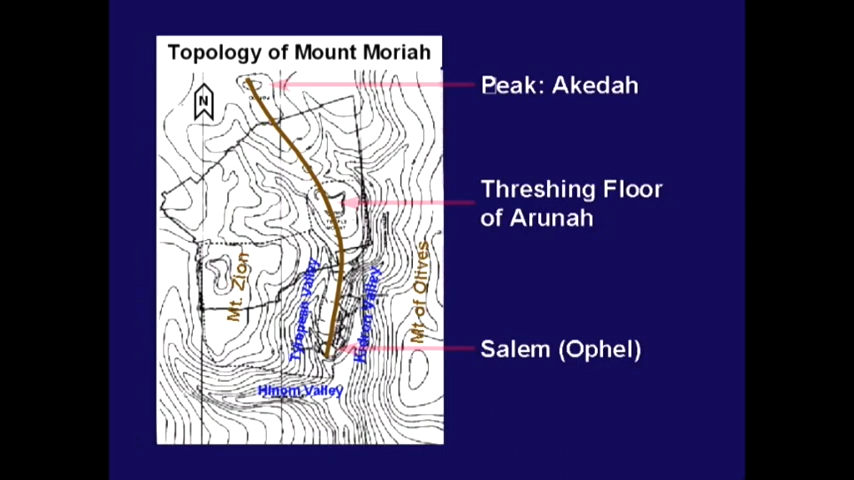 Topology of Mount Moriah
N
Peak: Akedah
Threshing Floor
of Arunah
Mt. Zion
Tyropean Valley
Kidron Valley
Mt of Olives
Salem (Ophel)
Hinom Valley